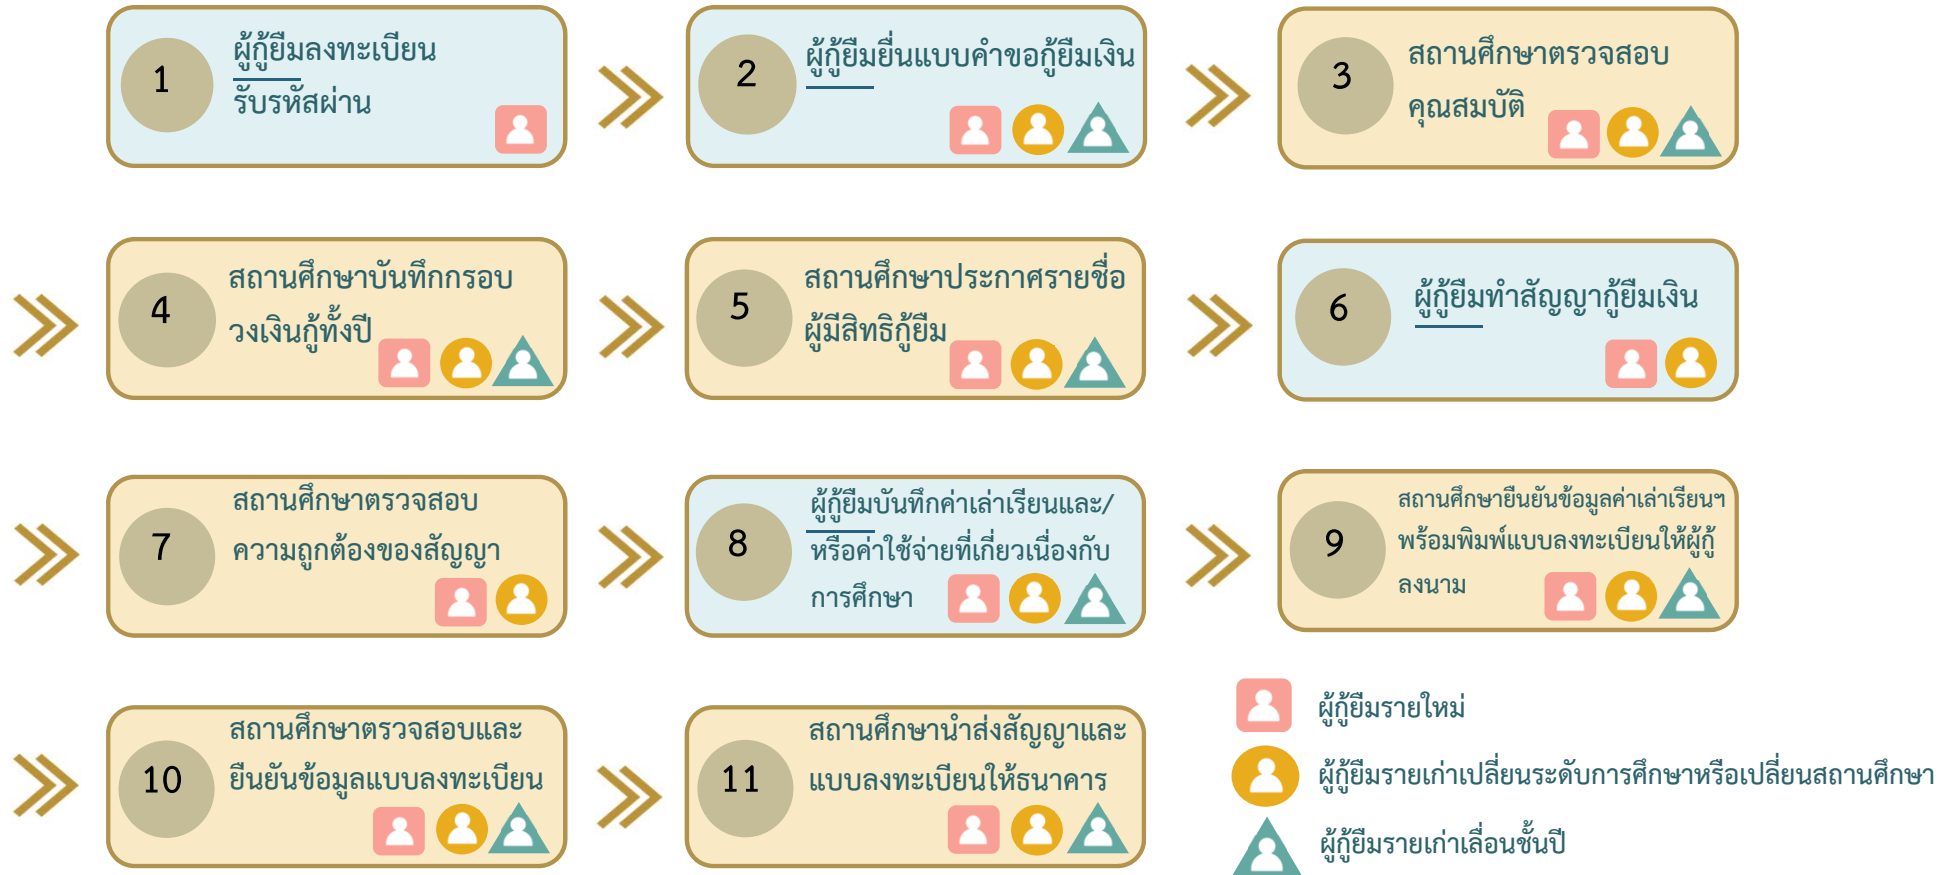 1
ผู้กู้ยืมลงทะเบียน
รับรหัสผ่าน
2
ผู้กู้ยืมยื่นแบบคำขอกู้ยืมเงิน
3
สถานศึกษาตรวจสอบ
คุณสมบัติ
4
สถานศึกษาบันทึกกรอบ
วงเงินกู้ทั้งปี
5
สถานศึกษาประกาศรายชื่อ
ผู้มีสิทธิกู้ยืม
6
ผู้กู้ยืมทำสัญญากู้ยืมเงิน
7
สถานศึกษาตรวจสอบ
ความถูกต้องของสัญญา
8
ผู้กู้ยืมบันทึกค่าเล่าเรียนและ/
หรือค่าใช้จ่ายที่เกี่ยวเนื่องกับ
การศึกษา
9
สถานศึกษายืนยันข้อมูลค่าเล่าเรียนฯ
พร้อมพิมพ์แบบลงทะเบียนให้ผู้กู้
ลงนาม
10
สถานศึกษาตรวจสอบและ
ยืนยันข้อมูลแบบลงทะเบียน
11
สถานศึกษานำส่งสัญญาและ
แบบลงทะเบียนให้ธนาคาร
ผู้กู้ยืมรายใหม่
ผู้กู้ยืมรายเก่าเปลี่ยนระดับการศึกษาหรือเปลี่ยนสถานศึกษา
ผู้กู้ยืมรายเก่าเลื่อนชั้นปี